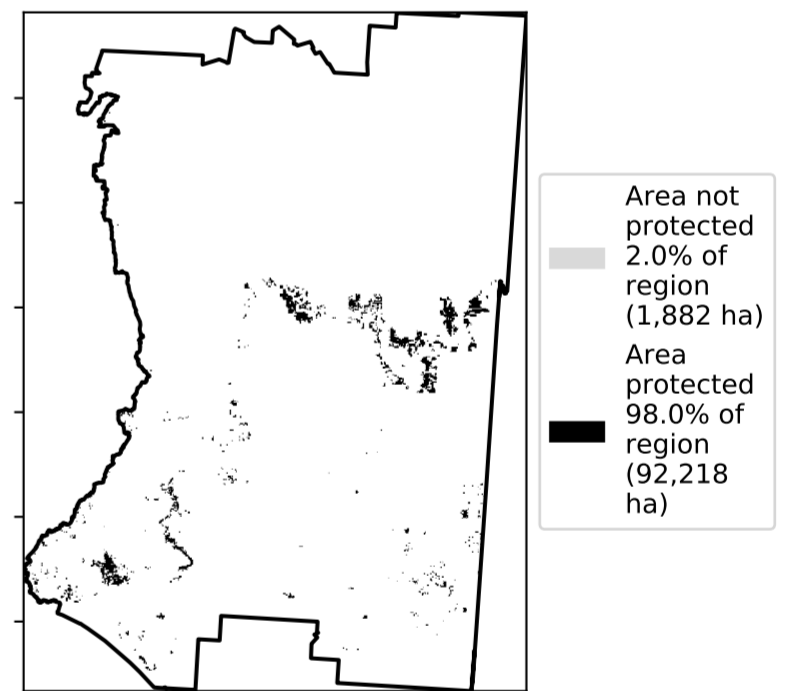 Area not
protected
2.0% of
region
(1,882 ha)
Area
protected
98.0% of
region
(92,218
ha)